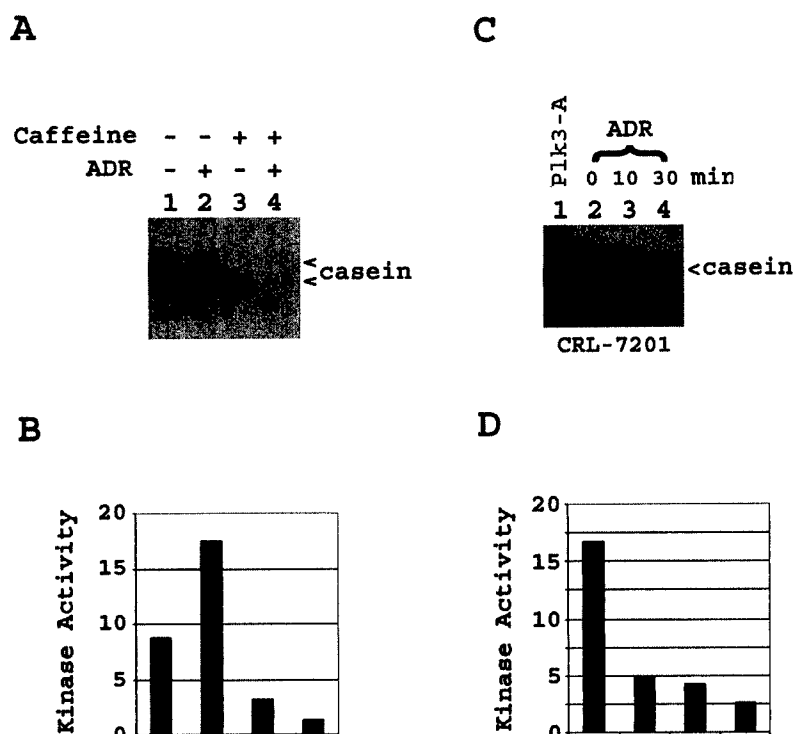 A
Caffeine - - + +
ADR - + - +
1 2 3 4
< < casein
C
Plk3-A
ADR
0 10 30 min
1 2 3 4
<casein
CRL-7201
B
Kinase Activity
20
15
10
5
0
D
Kinase Activity
20
15
10
5
0